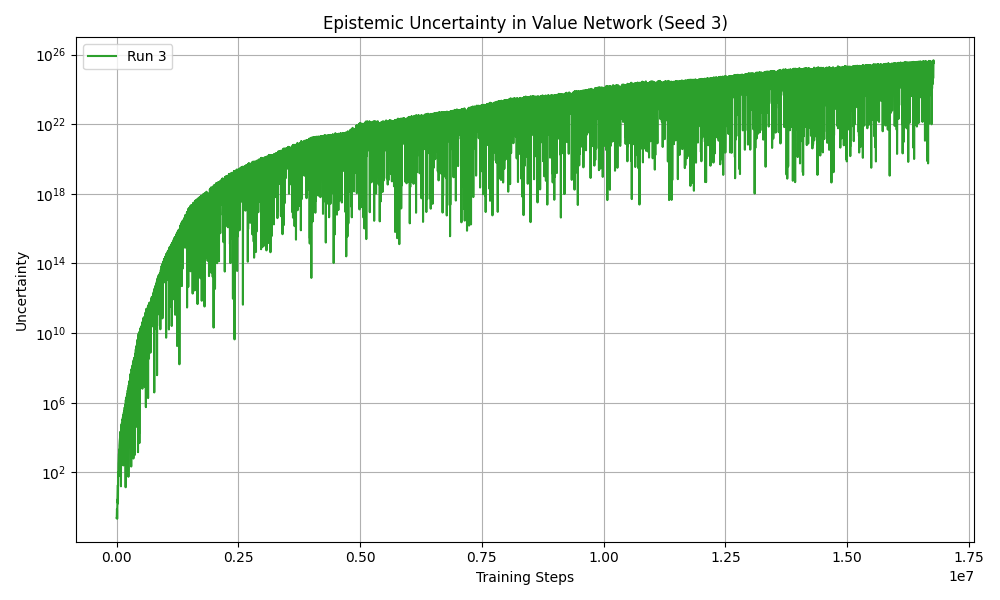 Epistemic Uncertainty in Value Network (Seed 3)
Run 3
Uncertainty
10^26
10^22
10^18
10^14
10^10
10^6
10^2
0.00 0.25 0.50 0.75 1.00 1.25 1.50 1.75
1e7
Training Steps